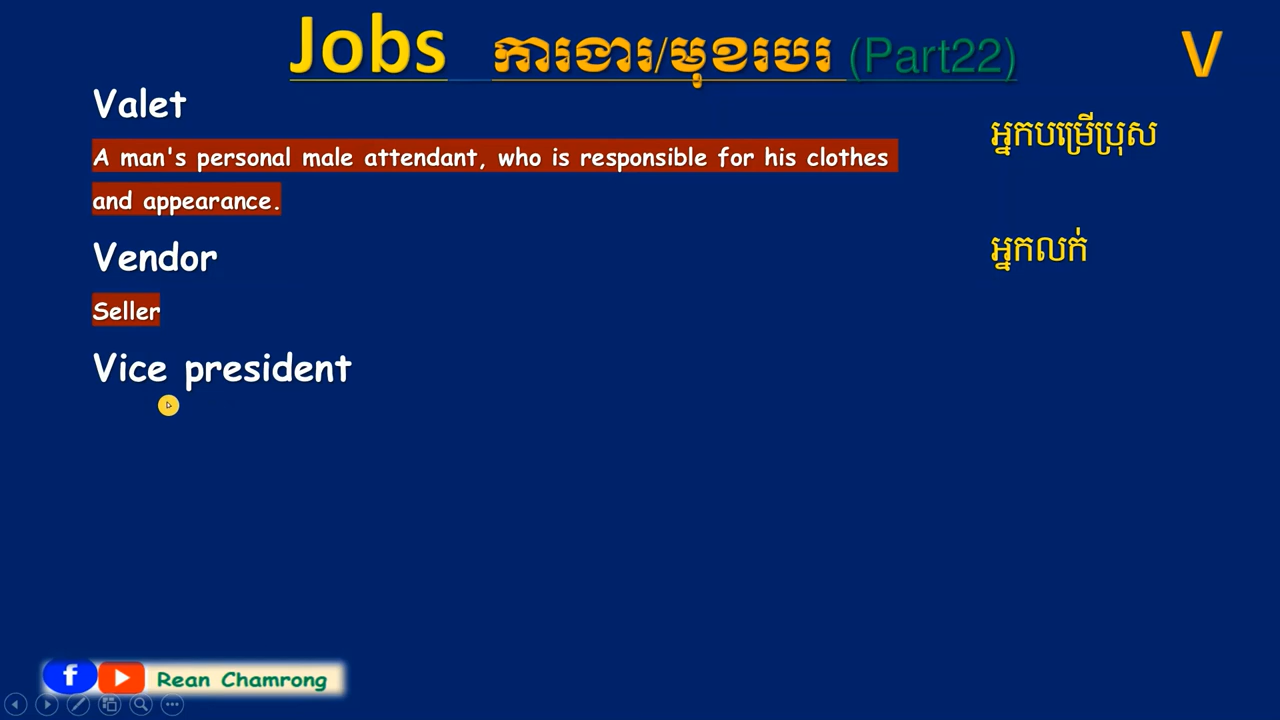 Jobs ការងារ/មុខរបរ (Part22) V
Valet
អ្នកបម្រើប្រុស
A man's personal male attendant, who is responsible for his clothes
and appearance.
Vendor
អ្នកលក់
Seller
Vice president
f Rean Chamrong